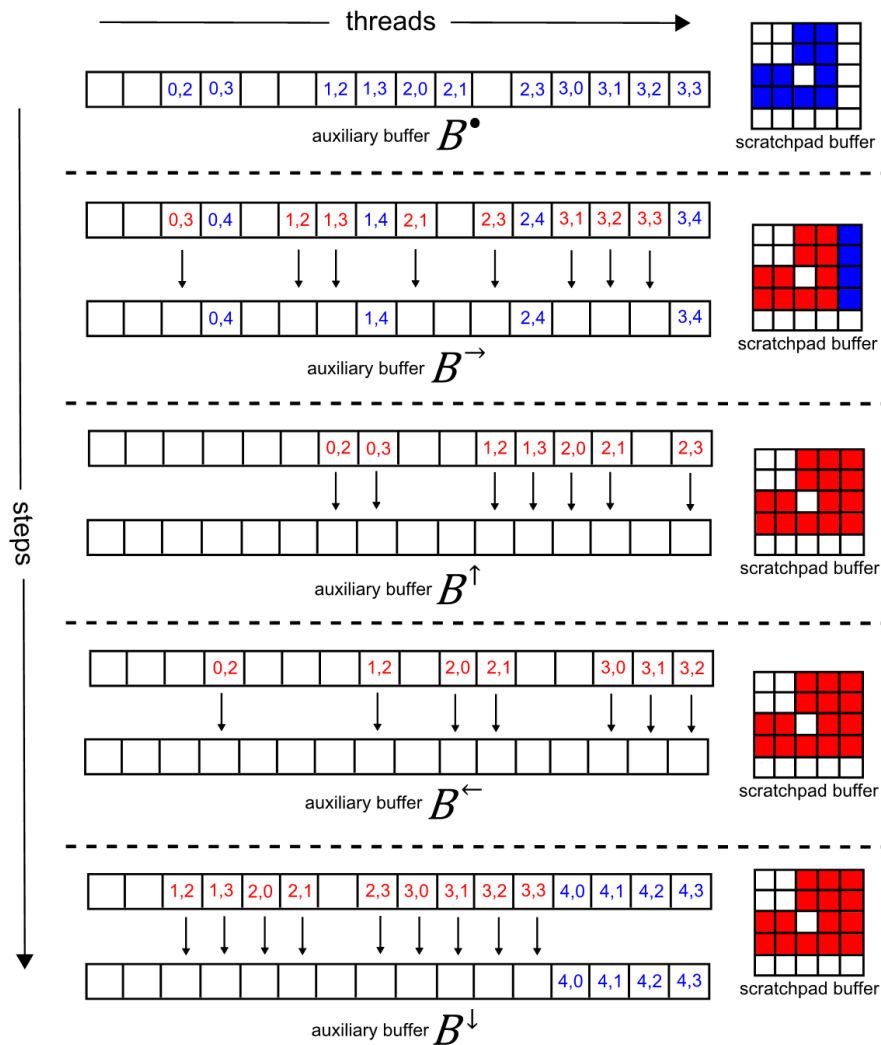 threads
steps
0,2 0,3 1,2 1,3 2,0 2,1 2,3 3,0 3,1 3,2 3,3
auxiliary buffer B•
scratchpad buffer
0,3 0,4 1,2 1,3 1,4 2,1 2,3 2,4 3,1 3,2 3,3 3,4
0,4 1,4 2,4 3,4
auxiliary buffer B→
scratchpad buffer
0,2 0,3 1,2 1,3 2,0 2,1 2,3
auxiliary buffer B↑
scratchpad buffer
0,2 1,2 2,0 2,1 3,0 3,1 3,2
auxiliary buffer B←
scratchpad buffer
1,2 1,3 2,0 2,1 2,3 3,0 3,1 3,2 3,3 4,0 4,1 4,2 4,3
4,0 4,1 4,2 4,3
auxiliary buffer B↓
scratchpad buffer